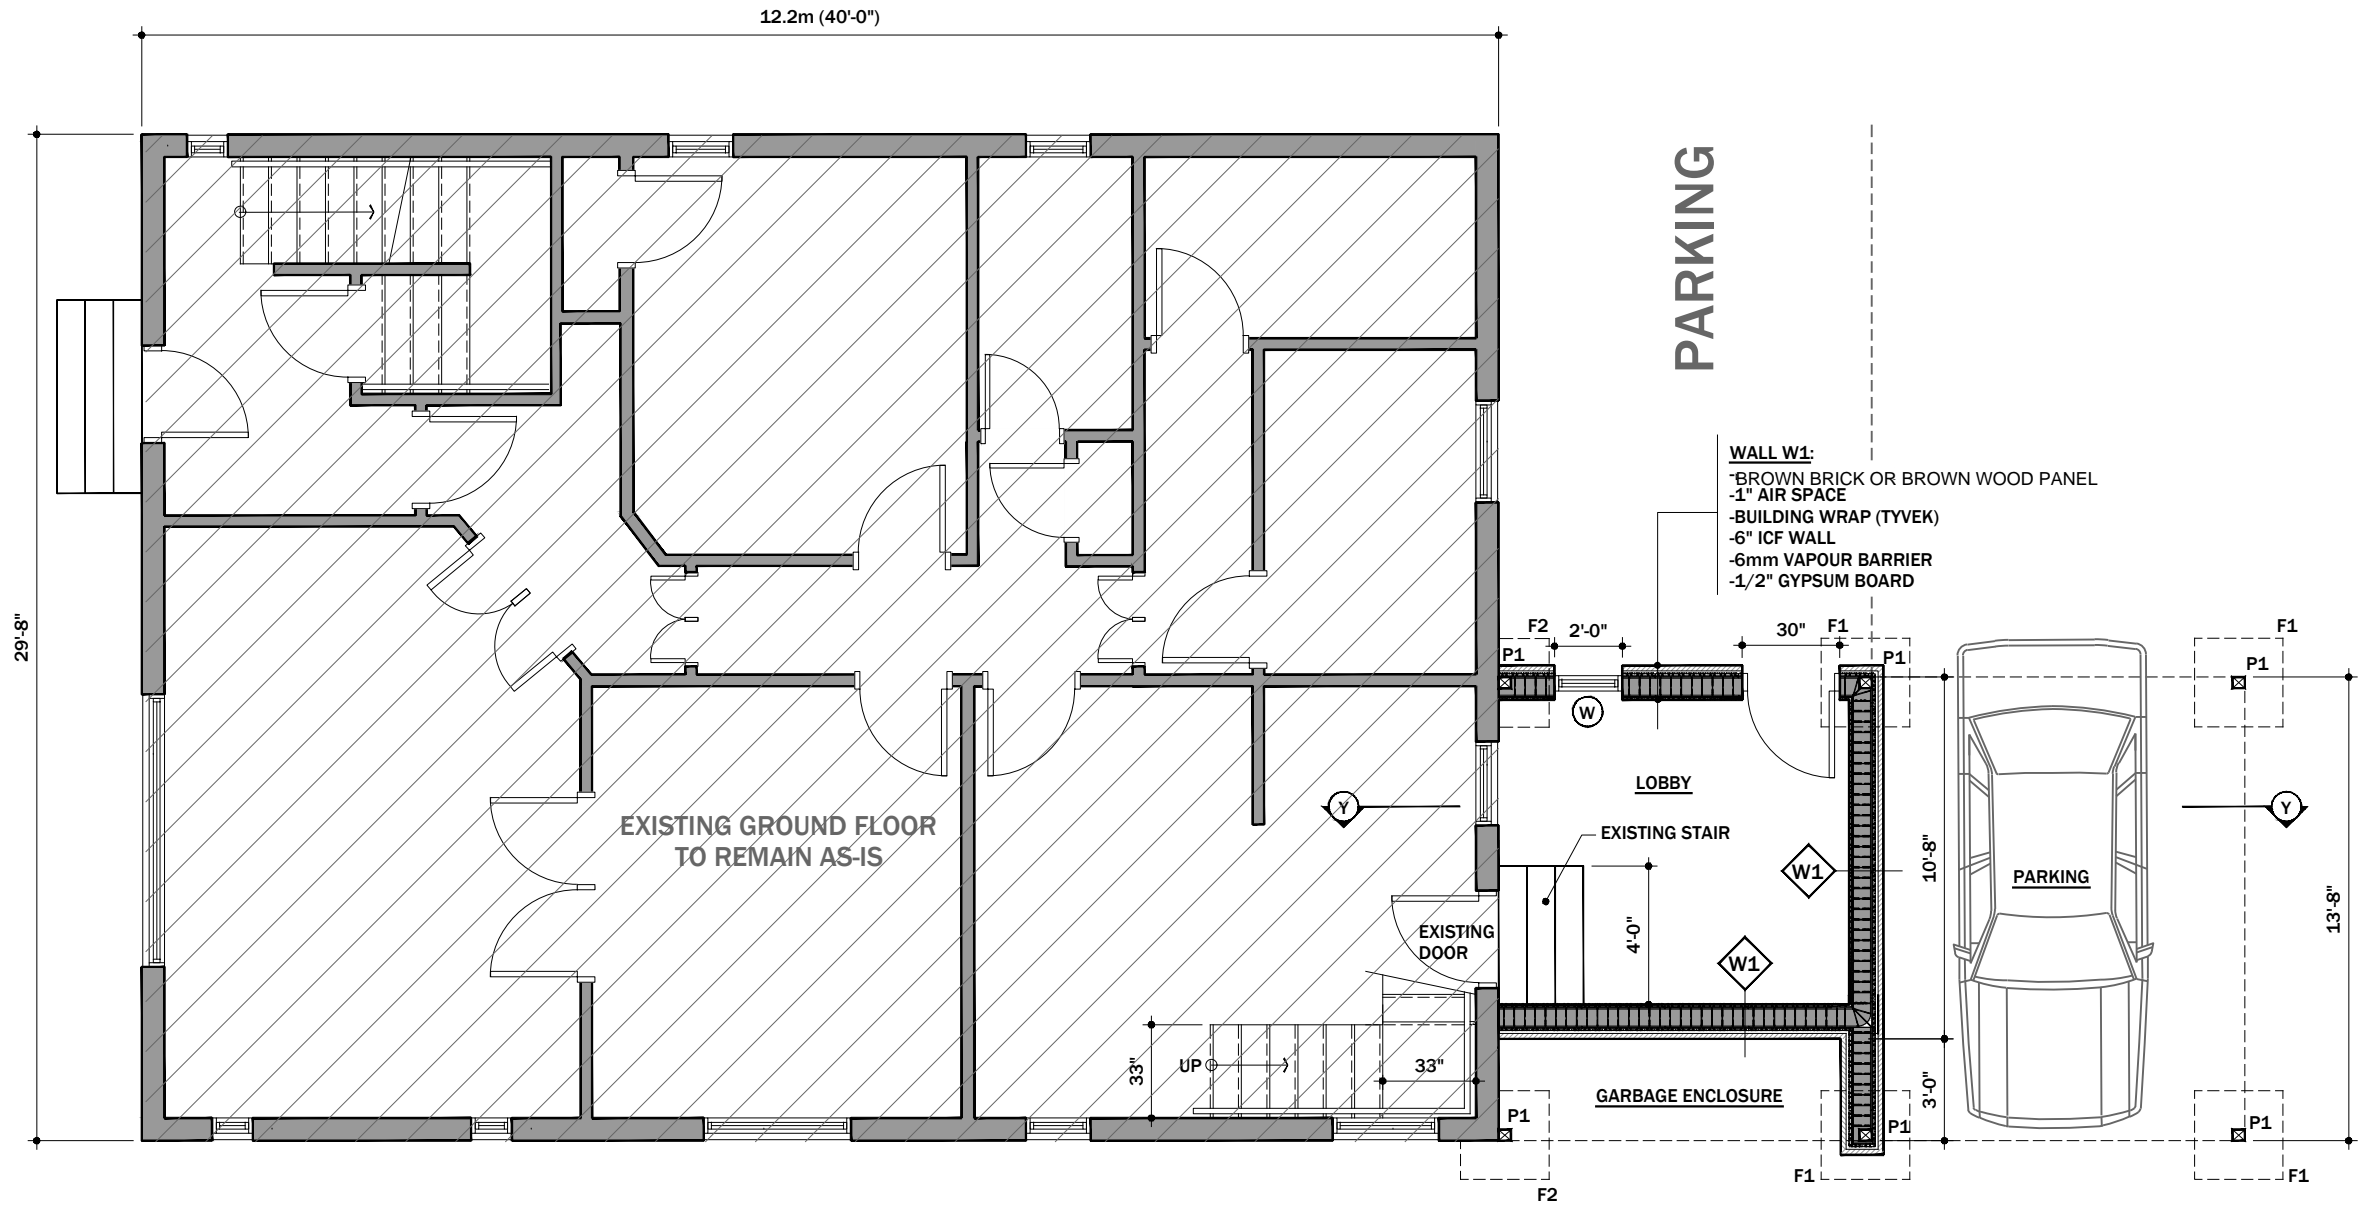 12.2m (40'-0")
PARKING
WALL W1:
-BROWN BRICK OR BROWN WOOD PANEL
-1" AIR SPACE
-BUILDING WRAP (TYVEK)
-6" ICF WALL
-6mm VAPOUR BARRIER
-1/2" GYPSUM BOARD
29'-8"
F2
2'-0"
30"
F1
F1
P1
P1
P1
W
LOBBY
Y
Y
EXISTING GROUND FLOOR
TO REMAIN AS-IS
EXISTING STAIR
10'-8"
W1
PARKING
13'-8"
4'-0"
EXISTING
DOOR
W1
33"
UP
33"
GARBAGE ENCLOSURE
3'-0"
P1
P1
P1
F2
F1
F1